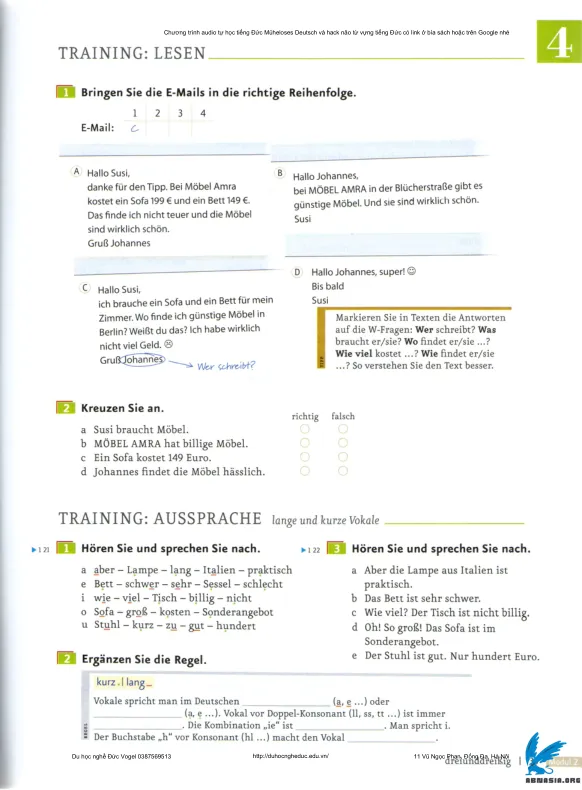 Chương trình audio tự học tiếng Đức Müheloses Deutsch và hack não từ vựng tiếng Đức có link ở bìa sách hoặc trên Google nhé
TRAINING: LESEN
4
1 Bringen Sie die E-Mails in die richtige Reihenfolge.
1 2 3 4
E-Mail: C
A Hallo Susi,
danke für den Tipp. Bei Möbel Amra
kostet ein Sofa 199 € und ein Bett 149 €.
Das finde ich nicht teuer und die Möbel
sind wirklich schön.
Gruß Johannes
B Hallo Johannes,
bei MÖBEL AMRA in der Blücherstraße gibt es
günstige Möbel. Und sie sind wirklich schön.
Susi
C Hallo Susi,
ich brauche ein Sofa und ein Bett für mein
Zimmer. Wo finde ich günstige Möbel in
Berlin? Weißt du das? Ich habe wirklich
nicht viel Geld. ☹
Gruß Johannes
Wer schreibt?
D Hallo Johannes, super! ☺
Bis bald
Susi
Markieren Sie in Texten die Antworten
auf die W-Fragen: Wer schreibt? Was
braucht er/sie? Wo findet er/sie ...?
Wie viel kostet ...? Wie findet er/sie
...? So verstehen Sie den Text besser.
2 Kreuzen Sie an.
richtig falsch
a Susi braucht Möbel.
b MÖBEL AMRA hat billige Möbel.
c Ein Sofa kostet 149 Euro.
d Johannes findet die Möbel hässlich.
TRAINING: AUSSPRACHE lange und kurze Vokale
▶ 1 21 1 Hören Sie und sprechen Sie nach.
a aber – Lampe – lang – Italien – praktisch
e Bett – schwer – sehr – Sessel – schlecht
i wie – viel – Tisch – billig – nicht
o Sofa – groß – kosten – Sonderangebot
u Stuhl – kurz – zu – gut – hundert
2 Ergänzen Sie die Regel.
kurz . | lang _
Vokale spricht man im Deutschen ____________ (a, e ...) oder
____________ (a, e ...). Vokal vor Doppel-Konsonant (ll, ss, tt ...) ist immer
____________. Die Kombination „ie“ ist ____________. Man spricht i.
Der Buchstabe „h“ vor Konsonant (hl ...) macht den Vokal ____________.
REGEL
▶ 1 22 3 Hören Sie und sprechen Sie nach.
a Aber die Lampe aus Italien ist
praktisch.
b Das Bett ist sehr schwer.
c Wie viel? Der Tisch ist nicht billig.
d Oh! So groß! Das Sofa ist im
Sonderangebot.
e Der Stuhl ist gut. Nur hundert Euro.
Du học nghề Đức Vogel 0387569513
http://duhocngheduc.edu.vn/
11 Vũ Ngọc Phan, Đống Đa, Hà Nội
dreiunddreißig
Modul 2